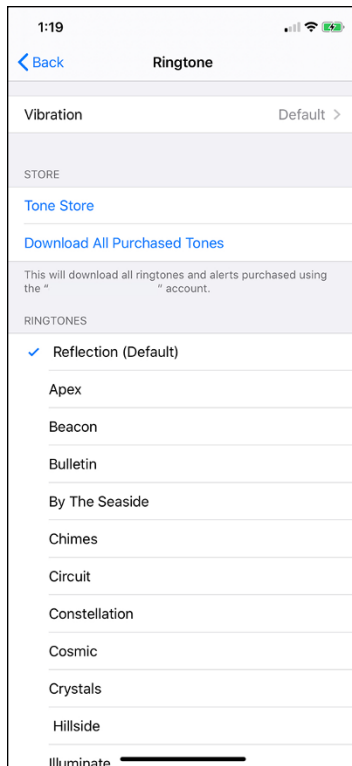 1:19
Back
Ringtone
Vibration Default
STORE
Tone Store
Download All Purchased Tones
This will download all ringtones and alerts purchased using
the “ ” account.
RINGTONES
Reflection (Default)
Apex
Beacon
Bulletin
By The Seaside
Chimes
Circuit
Constellation
Cosmic
Crystals
Hillside
Illuminate